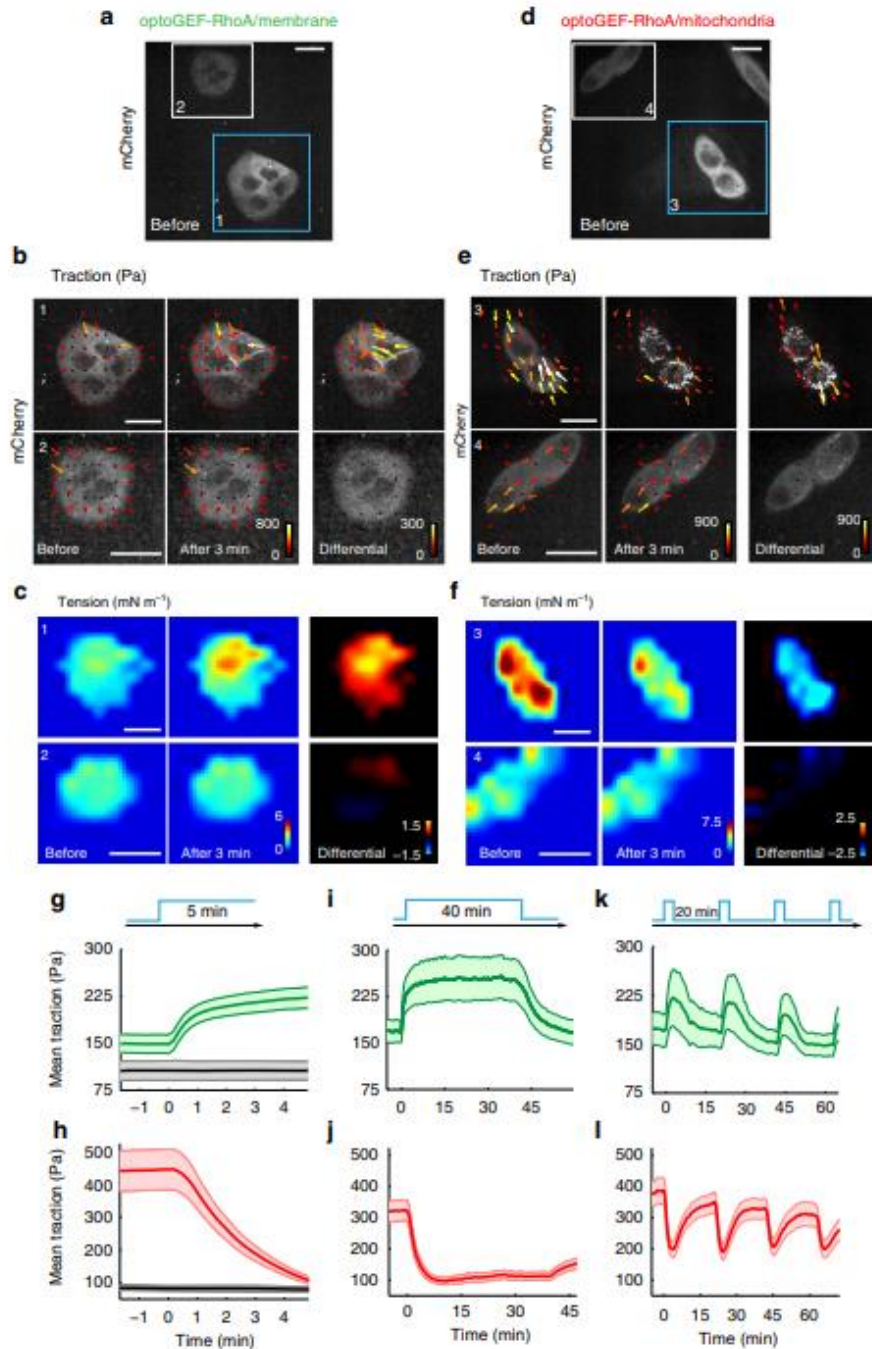 a optoGEF-RhoA/membrane
mCherry
2
1
Before
d optoGEF-RhoA/mitochondria
mCherry
4
3
Before
b
Traction (Pa)
mCherry
1
2
Before
After 3 min
800
0
300
0
Differential
e
Traction (Pa)
3
4
Before
After 3 min
900
0
900
0
Differential
c
Tension (mN m⁻¹)
1
2
Before
After 3 min
6
0
1.5
Differential −1.5
f
Tension (mN m⁻¹)
3
4
Before
After 3 min
7.5
0
2.5
Differential −2.5
g
5 min
Mean traction (Pa)
300
225
150
75
−1 0 1 2 3 4
i
40 min
300
225
150
75
0 15 30 45
k
20 min
300
225
150
75
0 15 30 45 60
h
Mean traction (Pa)
500
400
300
200
100
−1 0 1 2 3 4
Time (min)
j
500
400
300
200
100
0 15 30 45
Time (min)
l
500
400
300
200
100
0 15 30 45 60
Time (min)